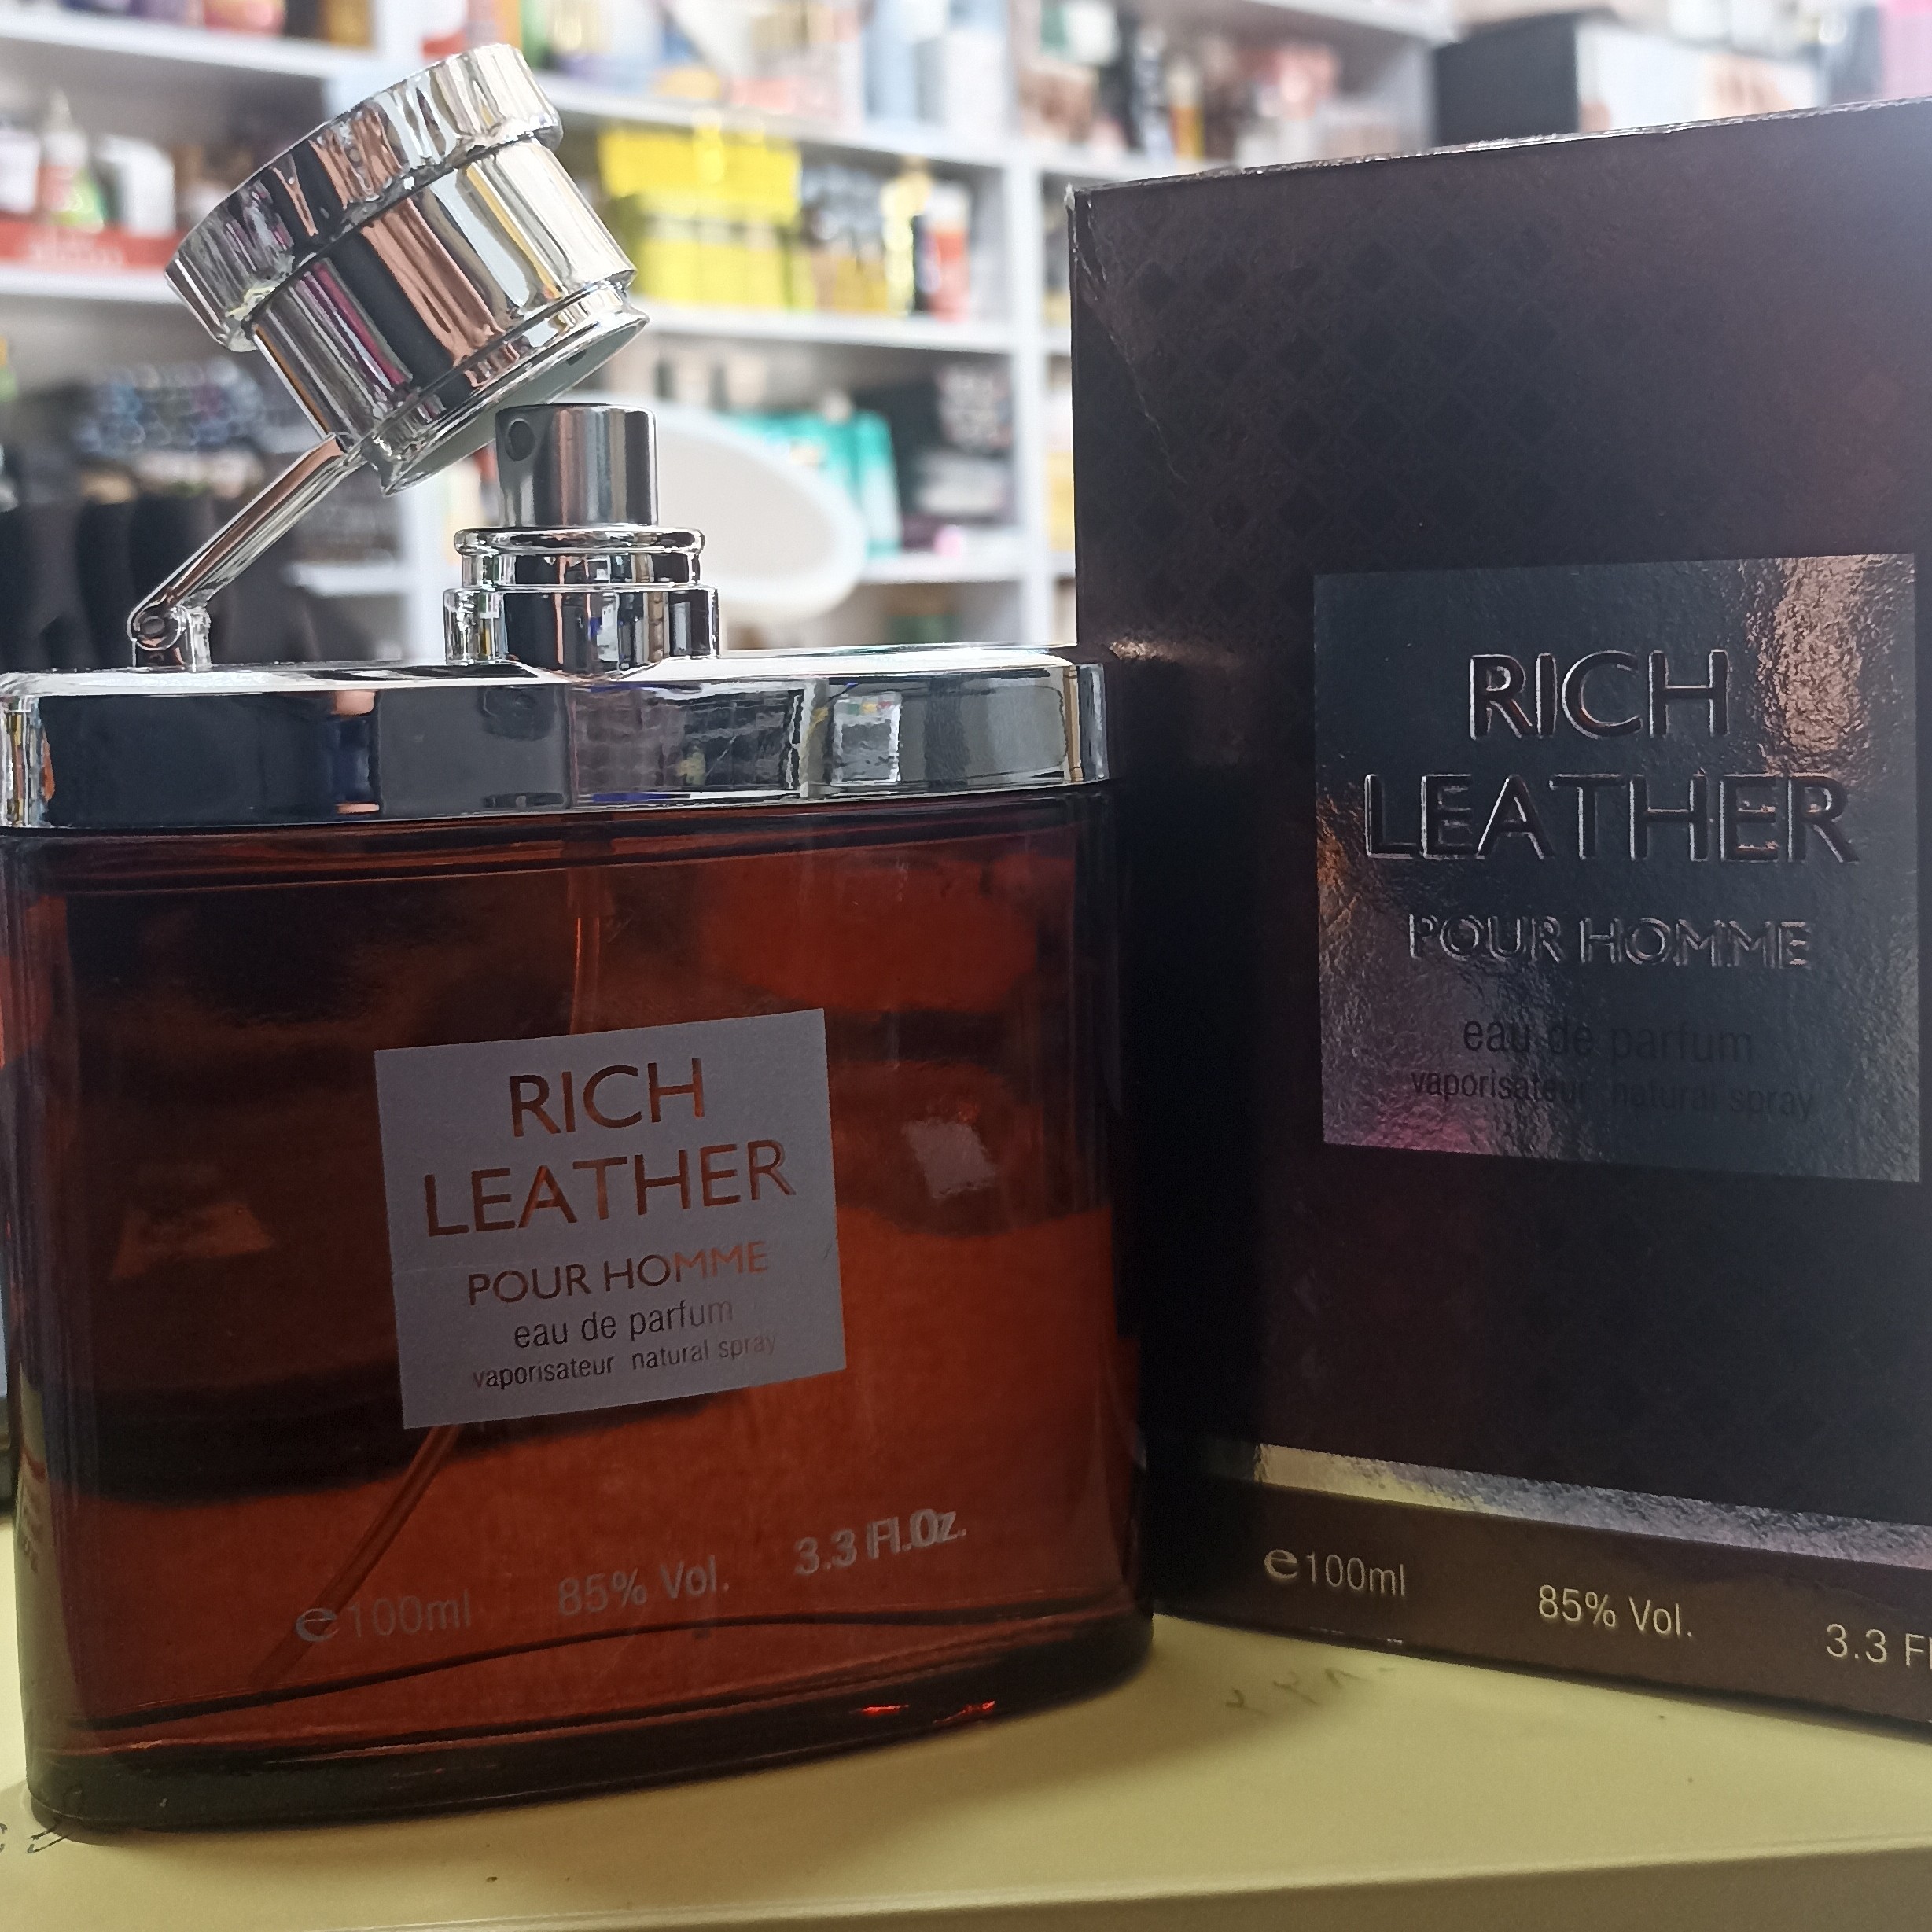 RICH
LEATHER
POUR HOMME
eau de parfum
vaporisateur natural spray
e100ml 85% Vol. 3.3 Fl.Oz.
RICH
LEATHER
POUR HOMME
eau de parfum
vaporisateur natural spray
e100ml 85% Vol. 3.3 Fl